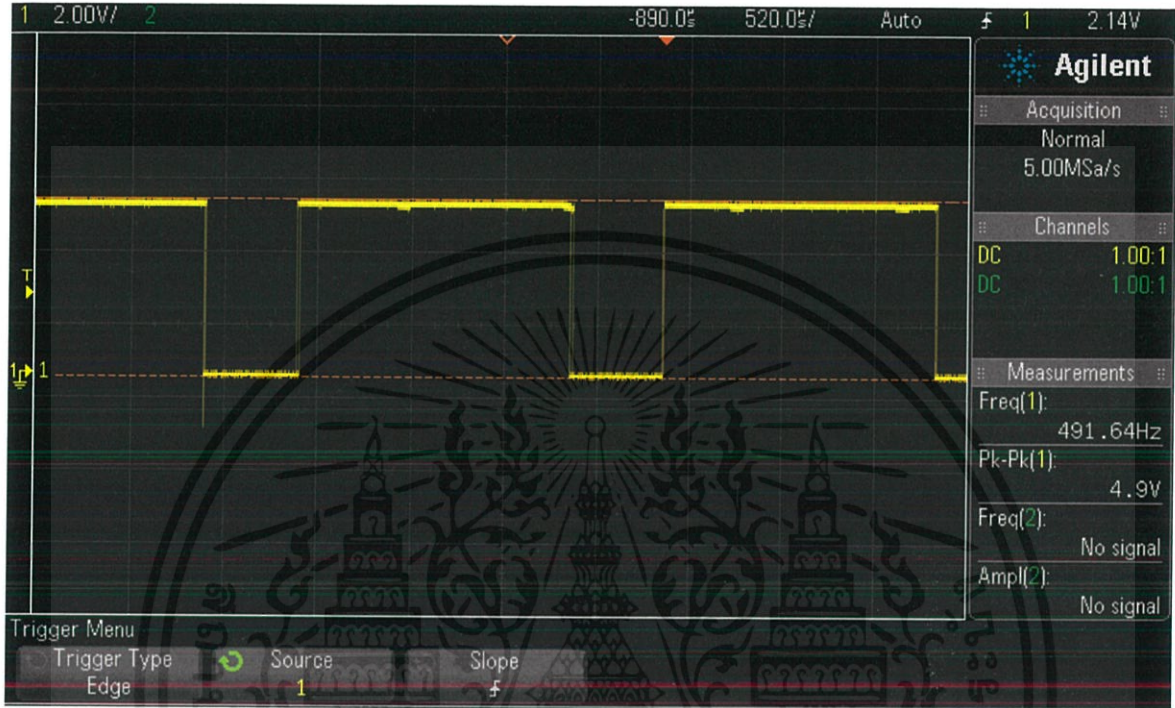 1 2.00V/ 2 -890.0µs 520.0µs/ Auto 1 2.14V
Agilent
Acquisition
Normal
5.00MSa/s
Channels
DC 1.00:1
DC 1.00:1
T
1 1
Measurements
Freq(1):
491.64Hz
Pk-Pk(1):
4.9V
Freq(2):
No signal
Ampl(2):
No signal
Trigger Menu
Trigger Type Source Slope
Edge 1